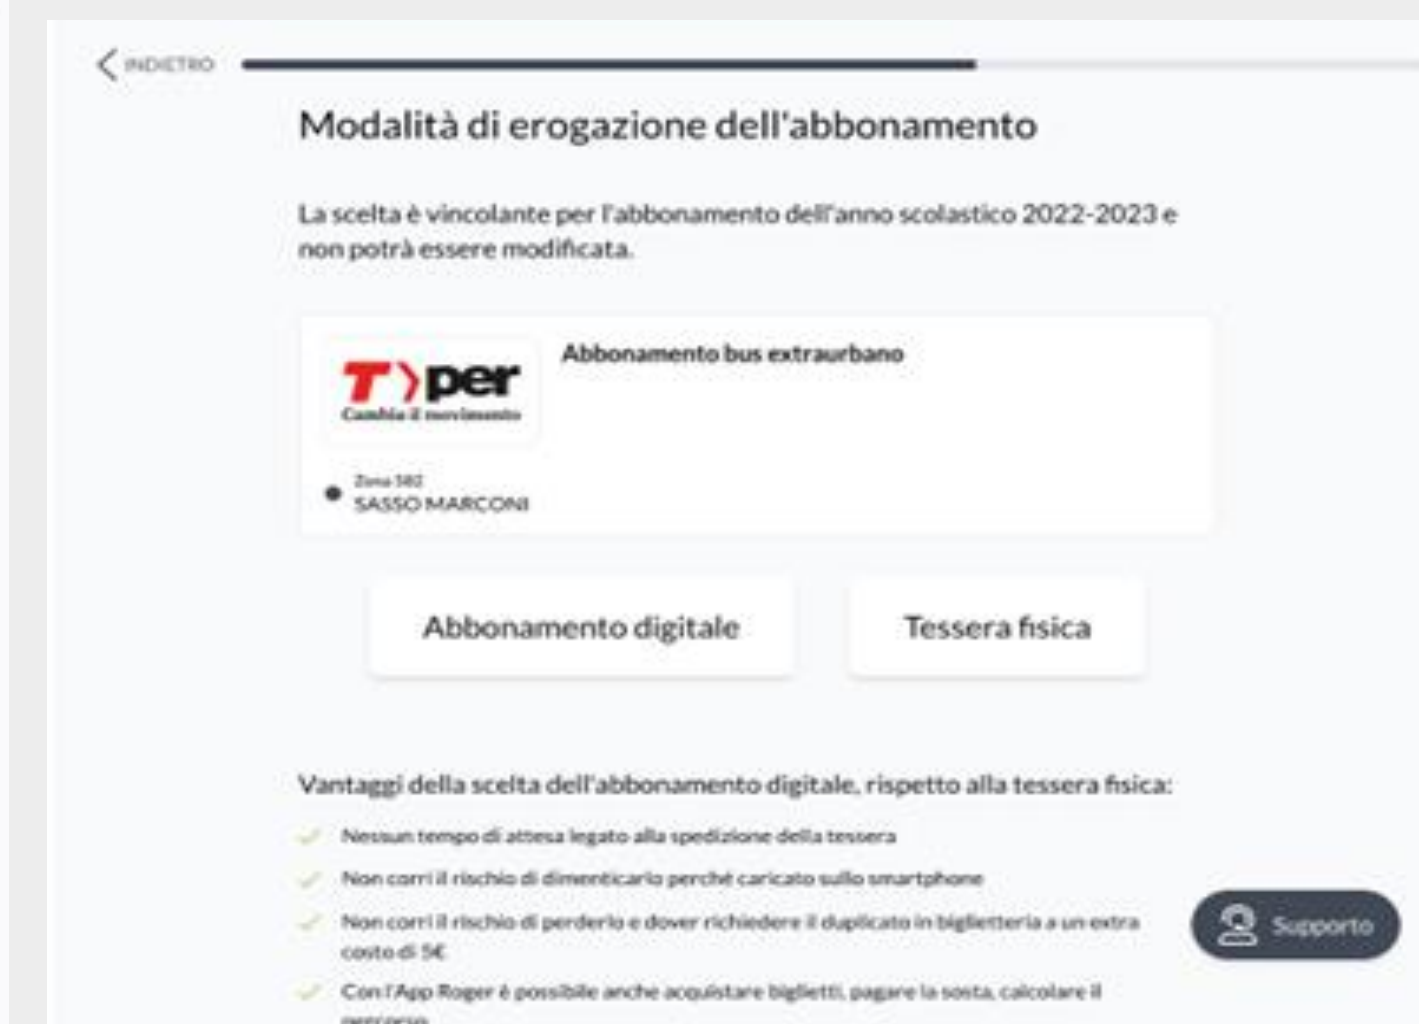 INDIETRO
Modalità di erogazione dell'abbonamento
La scelta è vincolante per l'abbonamento dell'anno scolastico 2022-2023 e
non potrà essere modificata.
T>per
Cambia il movimento
Abbonamento bus extraurbano
Zona 582
SASSO MARCONI
Abbonamento digitale
Tessera fisica
Vantaggi della scelta dell'abbonamento digitale, rispetto alla tessera fisica:
Nessun tempo di attesa legato alla spedizione della tessera
Non corri il rischio di dimenticarlo perché caricato sullo smartphone
Non corri il rischio di perderlo e dover richiedere il duplicato in biglietteria a un extra
costo di 5€
Supporto
Con l'App Roger è possibile anche acquistare biglietti, pagare la sosta, calcolare il
percorso